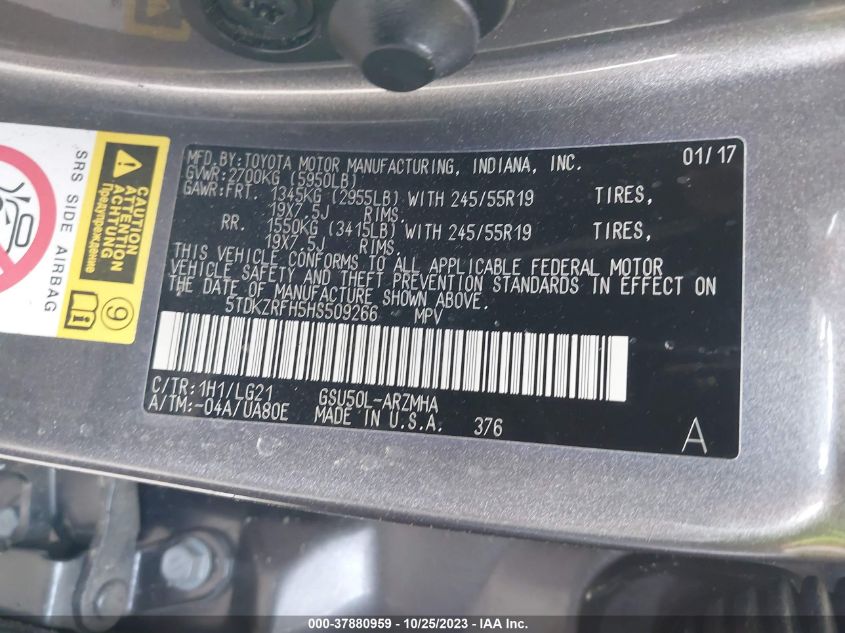 MFD. BY: TOYOTA MOTOR MANUFACTURING, INDIANA, INC. 01/17
GVWR: 2700KG (5950LB)
GAWR: FRT. 1345KG (2955LB) WITH 245/55R19 TIRES,
19X7.5J RIMS.
RR. 1550KG (3415LB) WITH 245/55R19 TIRES,
19X7.5J RIMS.
THIS VEHICLE CONFORMS TO ALL APPLICABLE FEDERAL MOTOR
VEHICLE SAFETY AND THEFT PREVENTION STANDARDS IN EFFECT ON
THE DATE OF MANUFACTURE SHOWN ABOVE.
5TDKZRFH5HS509266 MPV
C/TR: 1H1/LG21 GSU50L-ARZMHA
A/TM: -04A/UA80E MADE IN U.S.A. 376
A
SRS SIDE AIRBAG
CAUTION
ATTENTION
ACHTUNG
Предупреждение
9
000-37880959 - 10/25/2023 - IAA Inc.